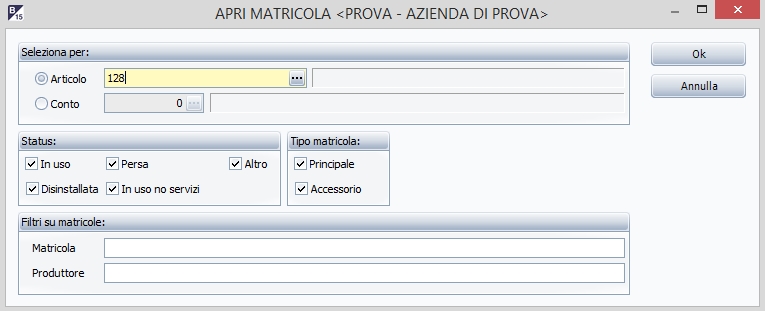 B 15 APRI MATRICOLA <PROVA - AZIENDA DI PROVA>
Seleziona per:
Ok
Articolo 128 ...
Annulla
Conto 0 ...
Status: Tipo matricola:
In uso Persa Altro Principale
Disinstallata In uso no servizi Accessorio
Filtri su matricole:
Matricola
Produttore